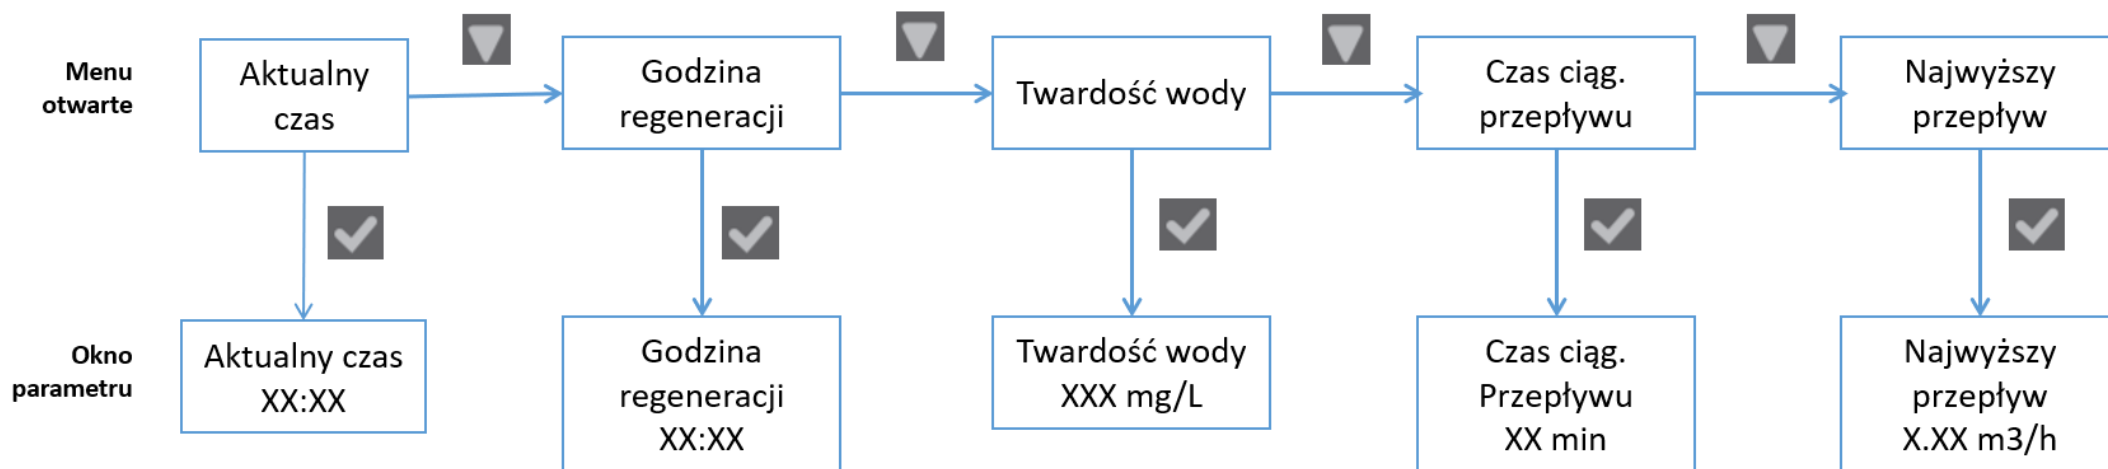 Menu
otwarte
Aktualny
czas
Godzina
regeneracji
Twardość wody
Czas ciąg.
przepływu
Najwyższy
przepływ
Okno
parametru
Aktualny czas
XX:XX
Godzina
regeneracji
XX:XX
Twardość wody
XXX mg/L
Czas ciąg.
Przepływu
XX min
Najwyższy
przepływ
X.XX m3/h